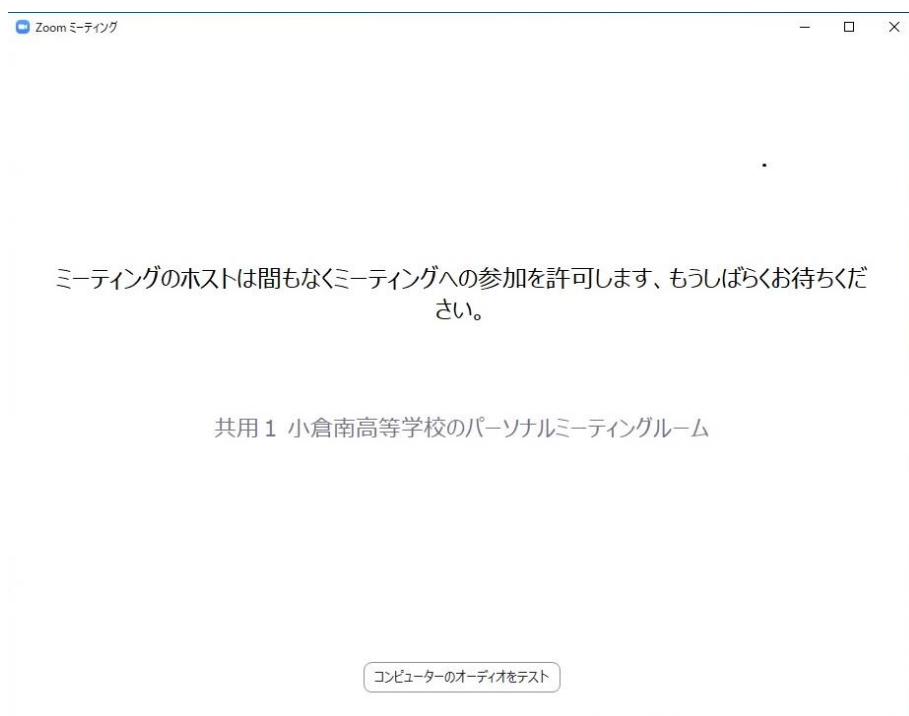 Zoom ミーティング
ミーティングのホストは間もなくミーティングへの参加を許可します、もうしばらくお待ちくだ
さい。
共用1 小倉南高等学校のパーソナルミーティングルーム
コンピューターのオーディオをテスト